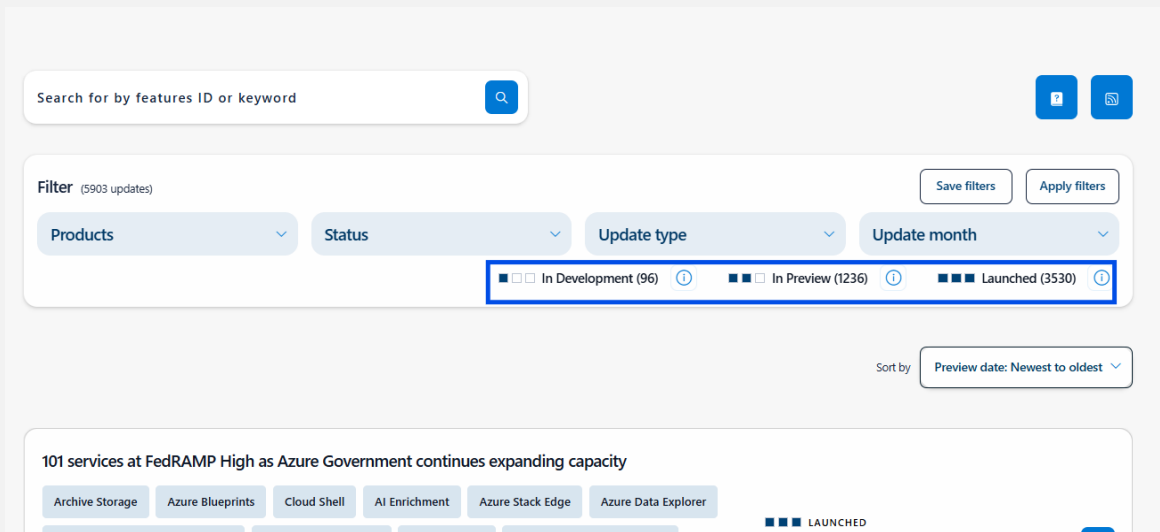 Search for by features ID or keyword
Filter (5903 updates)
Save filters
Apply filters
Products
Status
Update type
Update month
In Development (96)
In Preview (1236)
Launched (3530)
Sort by
Preview date: Newest to oldest
101 services at FedRAMP High as Azure Government continues expanding capacity
Archive Storage
Azure Blueprints
Cloud Shell
AI Enrichment
Azure Stack Edge
Azure Data Explorer
LAUNCHED